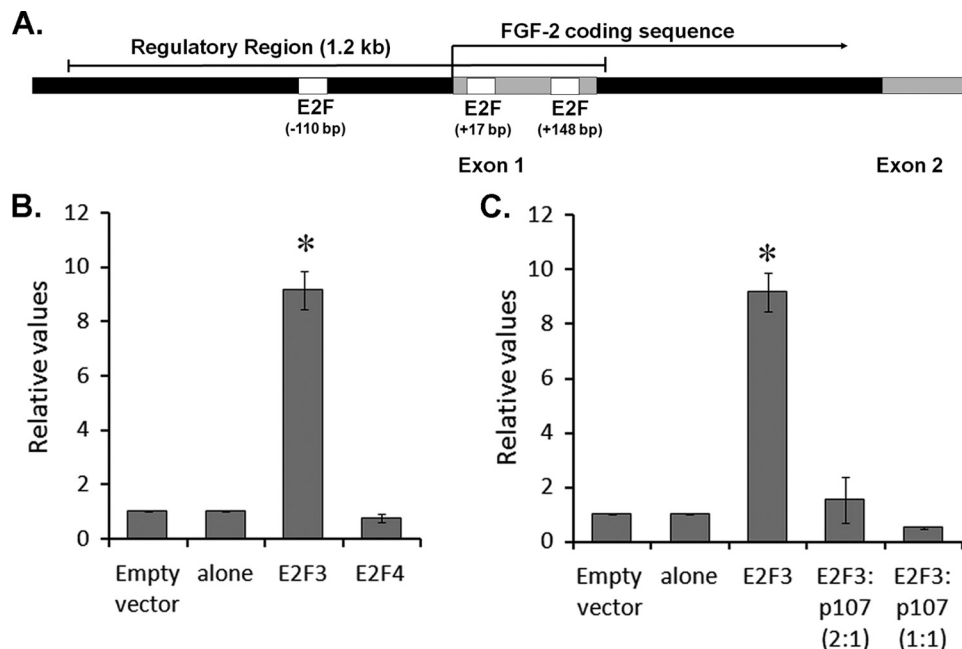 A.
Regulatory Region (1.2 kb)
FGF-2 coding sequence
E2F
(-110 bp)
E2F
(+17 bp)
E2F
(+148 bp)
Exon 1
Exon 2
B.
12
10
8
6
4
2
0
Relative values
*
Empty
vector
alone
E2F3
E2F4
C.
12
10
8
6
4
2
0
Relative values
*
Empty
vector
alone
E2F3
E2F3:
p107
(2:1)
E2F3:
p107
(1:1)